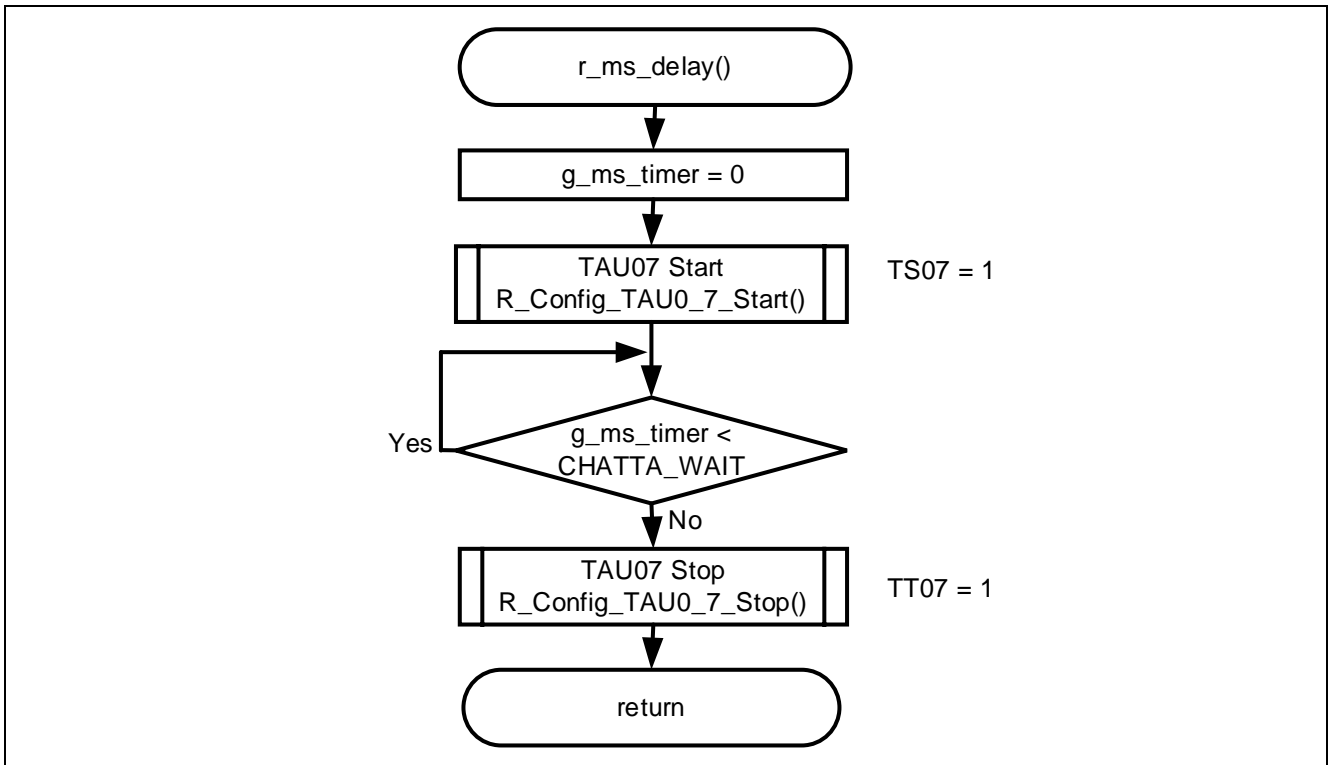 r_ms_delay()
g_ms_timer = 0
TAU07 Start
R_Config_TAU0_7_Start()
TS07 = 1
g_ms_timer <
CHATTA_WAIT
Yes
No
TAU07 Stop
R_Config_TAU0_7_Stop()
TT07 = 1
return